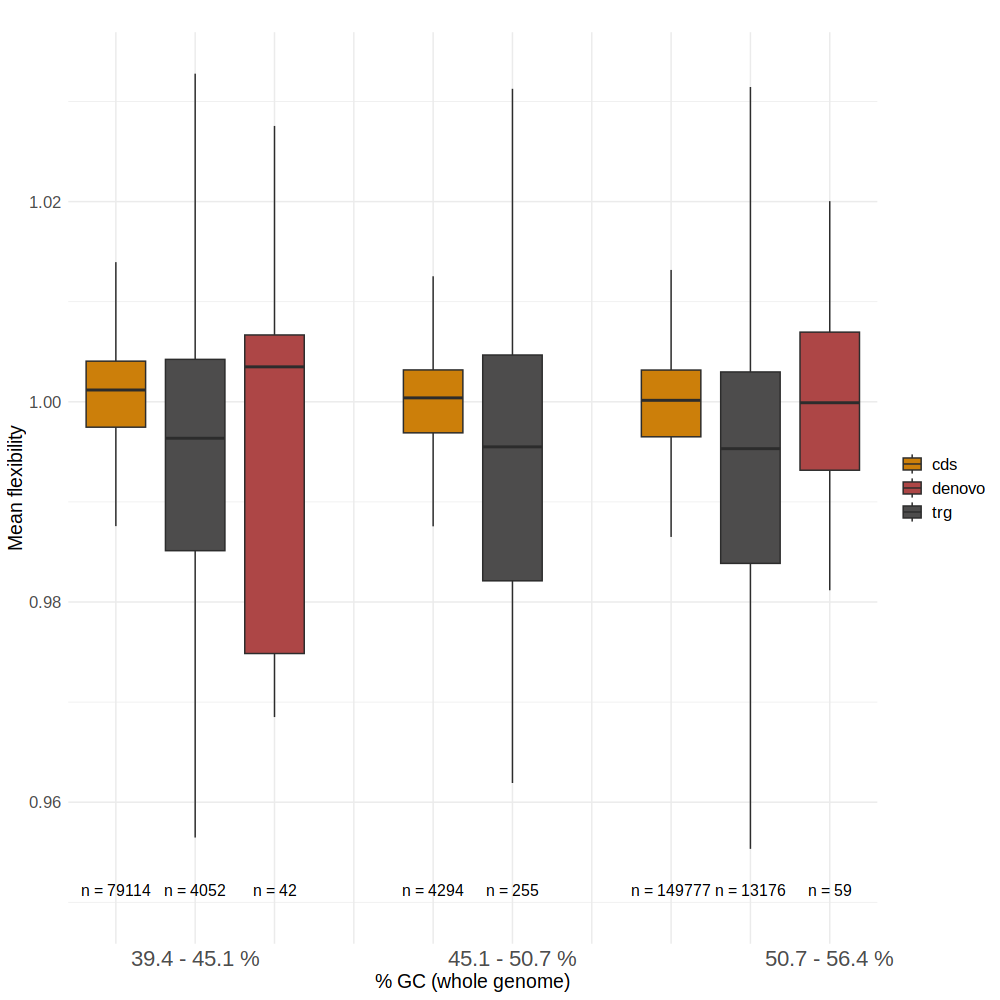 1.02
1.00
0.98
0.96
Mean flexibility
cds
denovo
trg
n = 79114 n = 4052 n = 42 n = 4294 n = 255 n = 149777 n = 13176 n = 59
39.4 - 45.1 % 45.1 - 50.7 % 50.7 - 56.4 %
% GC (whole genome)